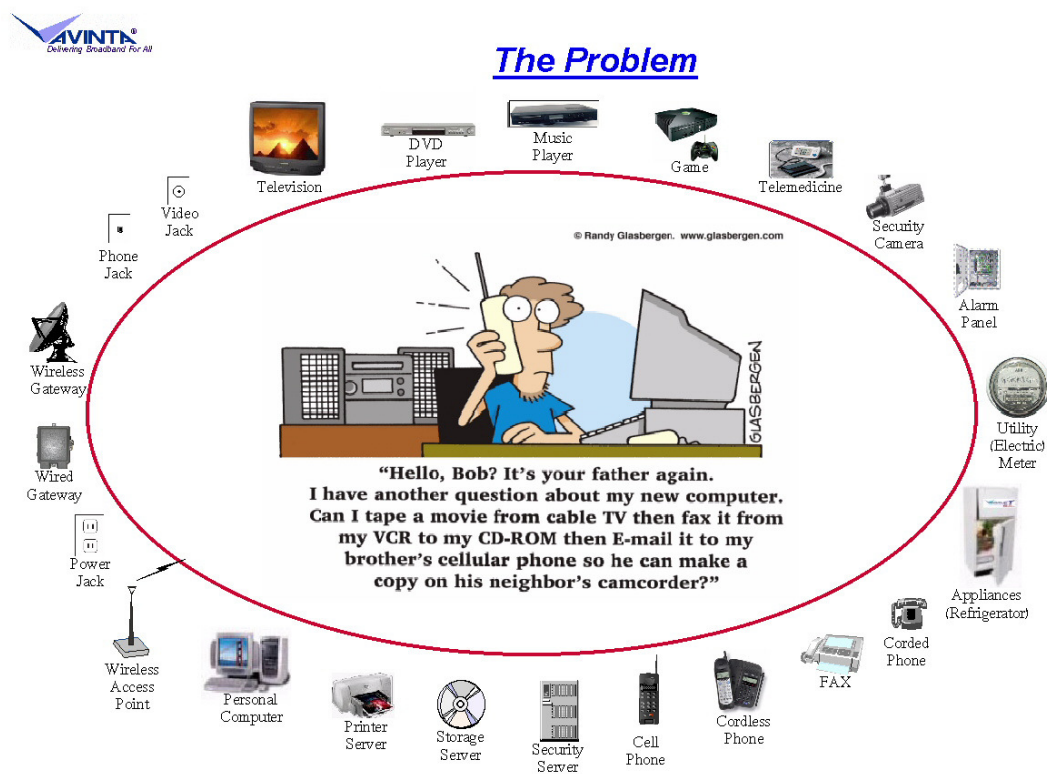 AVINTA®
Delivering Broadband For All
The Problem
Television
DVD
Player
Music
Player
Game
Telemedicine
Security
Camera
Alarm
Panel
Utility
(Electric)
Meter
Appliances
(Refrigerator)
Corded
Phone
FAX
Cordless
Phone
Cell
Phone
Security
Server
Storage
Server
Printer
Server
Personal
Computer
Wireless
Access
Point
Power
Jack
Wired
Gateway
Wireless
Gateway
Phone
Jack
Video
Jack
© Randy Glasbergen. www.glasbergen.com
GLASBERGEN
“Hello, Bob? It’s your father again.
I have another question about my new computer.
Can I tape a movie from cable TV then fax it from
my VCR to my CD-ROM then E-mail it to my
brother’s cellular phone so he can make a
copy on his neighbor’s camcorder?”